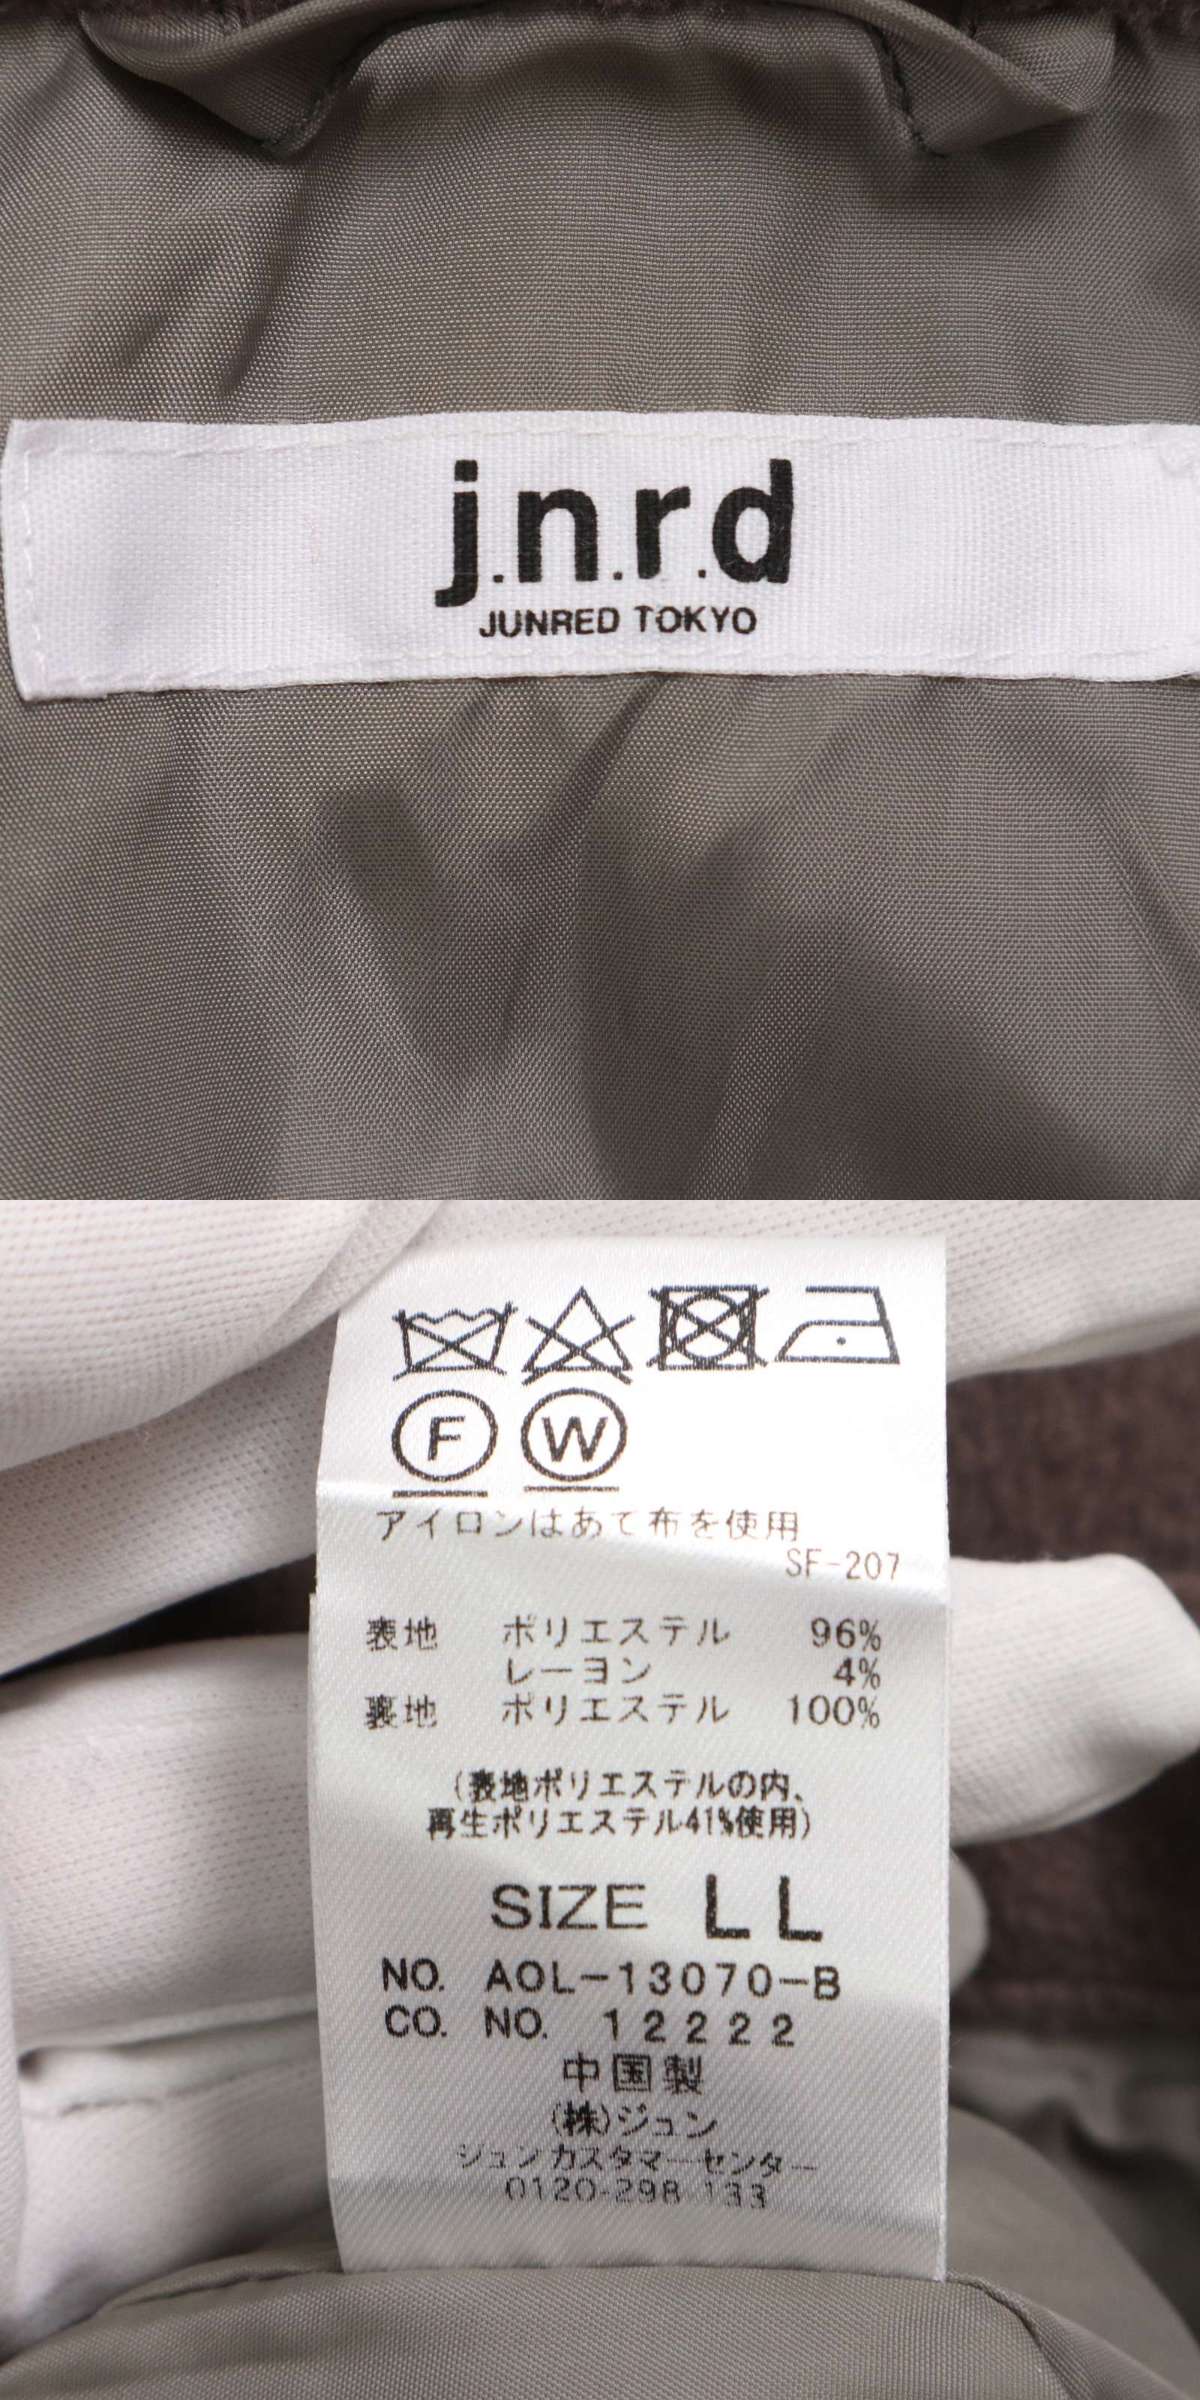 j.n.r.d
JUNRED TOKYO
F W
アイロンはあて布を使用
SF-207
表地 ポリエステル 96%
レーヨン 4%
裏地 ポリエステル 100%
(表地ポリエステルの内、
再生ポリエステル41%使用)
SIZE LL
NO. AOL-13070-B
CO. NO. 12222
中国製
(株)ジュン
ジュンカスタマーセンター
0120-298-133